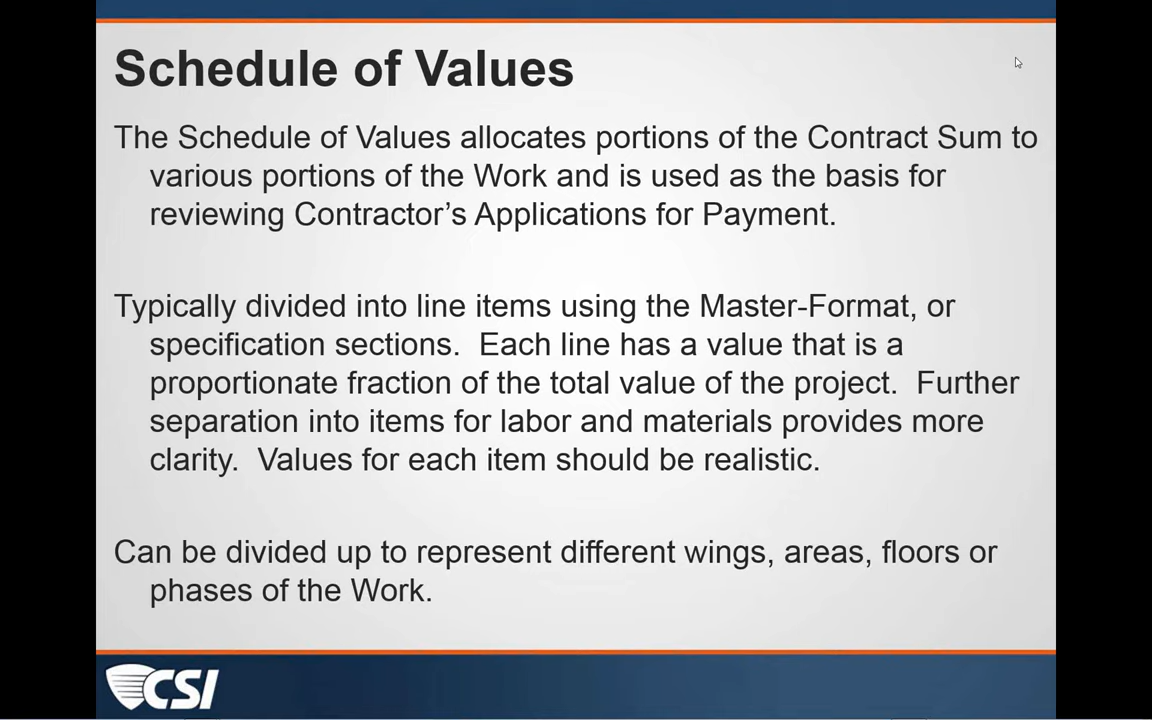 Schedule of Values
The Schedule of Values allocates portions of the Contract Sum to
various portions of the Work and is used as the basis for
reviewing Contractor’s Applications for Payment.
Typically divided into line items using the Master-Format, or
specification sections.  Each line has a value that is a
proportionate fraction of the total value of the project.  Further
separation into items for labor and materials provides more
clarity.  Values for each item should be realistic.
Can be divided up to represent different wings, areas, floors or
phases of the Work.
CSI